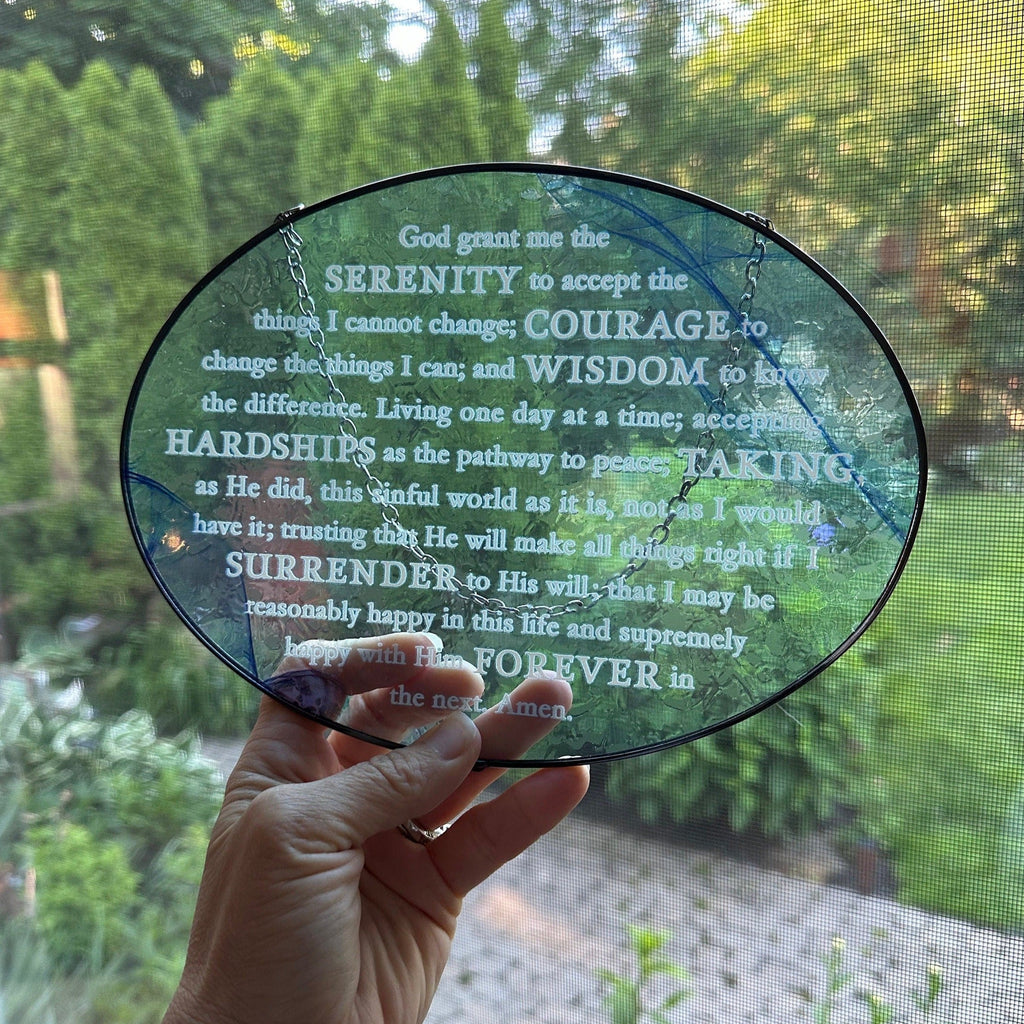 God grant me the
SERENITY to accept the
things I cannot change; COURAGE to
change the things I can; and WISDOM to know
the difference. Living one day at a time; accepting
HARDSHIPS as the pathway to peace; TAKING
as He did, this sinful world as it is, not as I would
have it; trusting that He will make all things right if I
SURRENDER to His will; that I may be
reasonably happy in this life and supremely
happy with Him FOREVER in
the next. Amen.